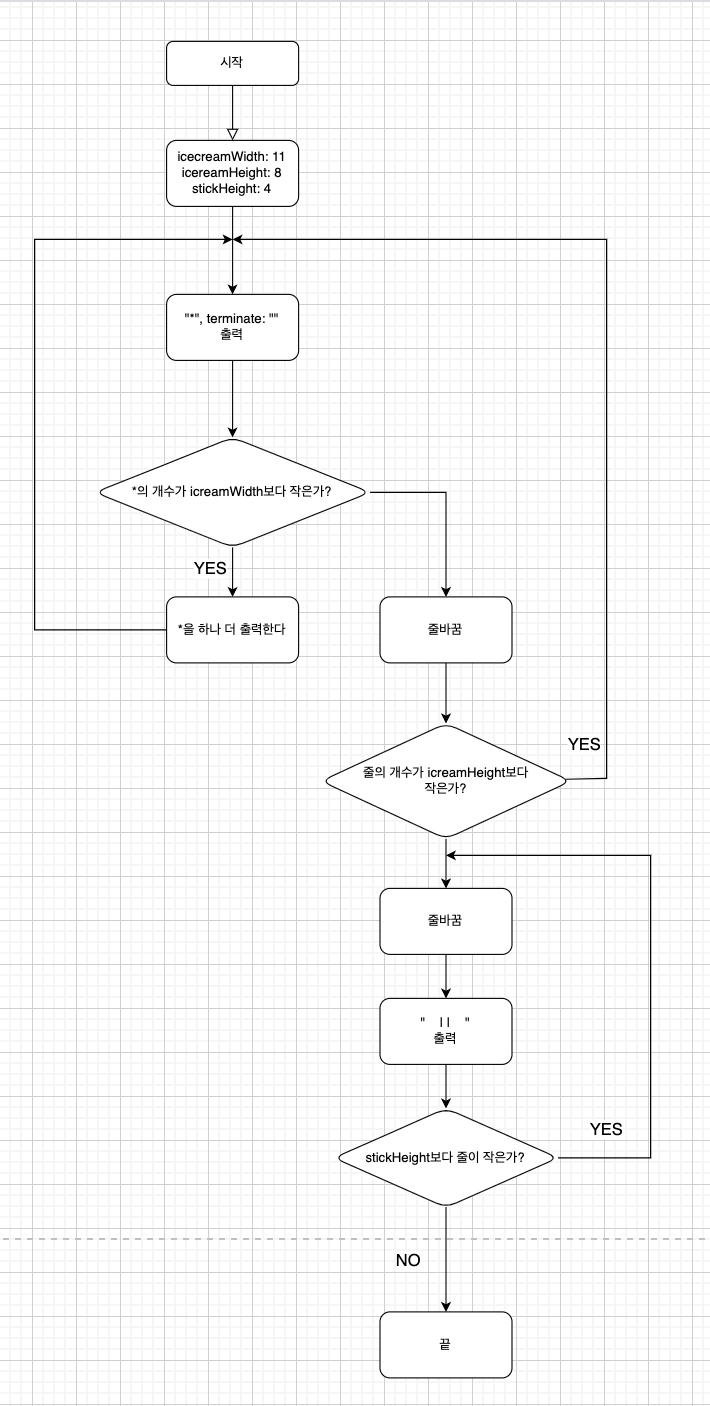 시작
icecreamWidth: 11
icereamHeight: 8
stickHeight: 4
"*", terminate: ""
출력
*의 개수가 icreamWidth보다 작은가?
YES
*을 하나 더 출력한다
줄바꿈
줄의 개수가 icreamHeight보다
작은가?
YES
줄바꿈
"    ||    "
출력
stickHeight보다 줄이 작은가?
YES
NO
끝